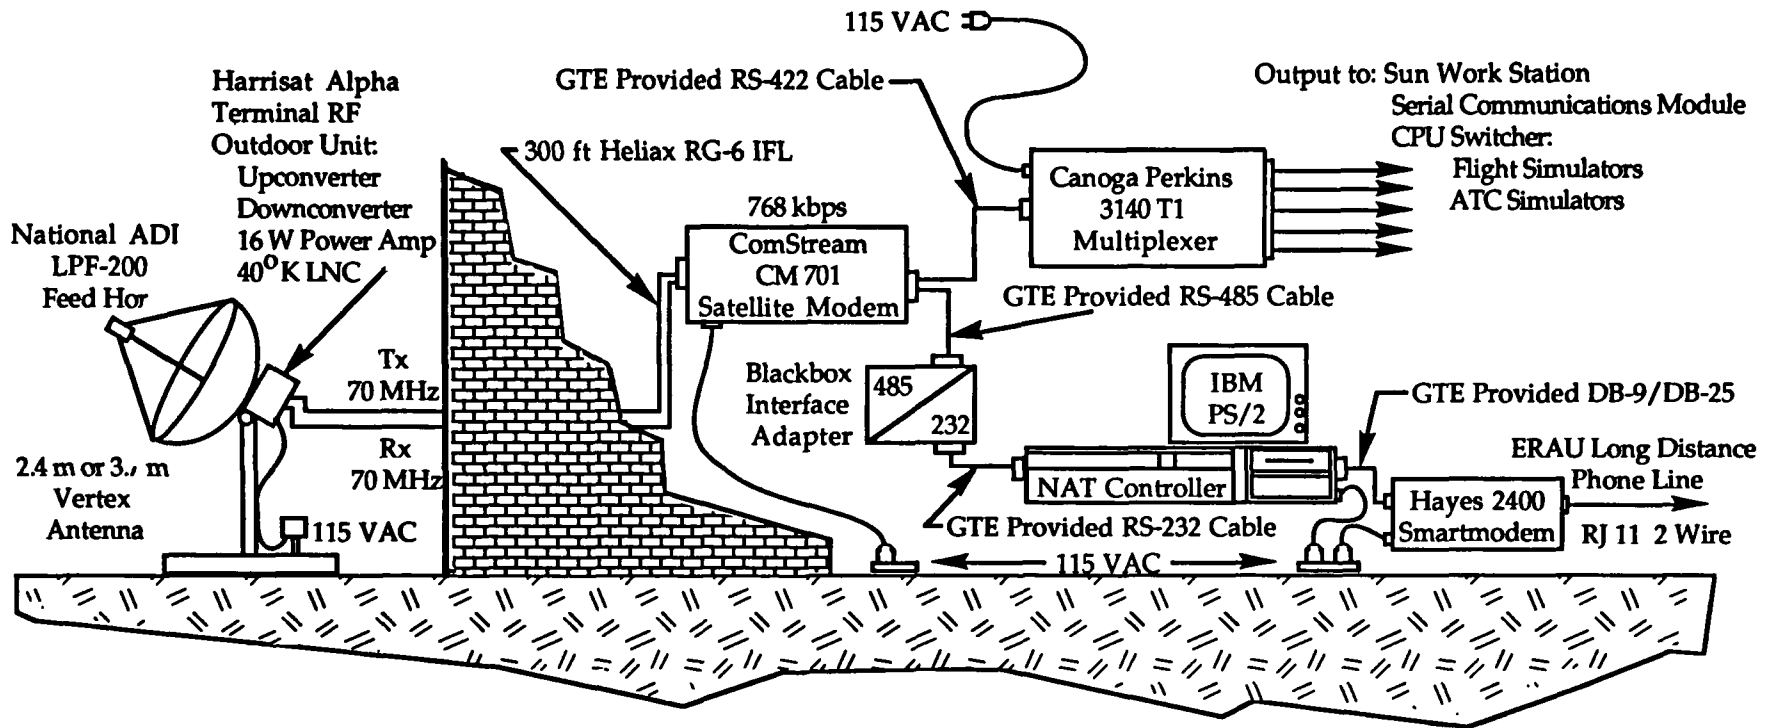 115 VAC
GTE Provided RS-422 Cable
Output to: Sun Work Station
Serial Communications Module
CPU Switcher:
Flight Simulators
ATC Simulators
Harrisat Alpha
Terminal RF
Outdoor Unit:
Upconverter
Downconverter
16 W Power Amp
40°K LNC
300 ft Heliax RG-6 IFL
National ADI
LPF-200
Feed Hor
768 kbps
ComStream
CM 701
Satellite Modem
Canoga Perkins
3140 T1
Multiplexer
GTE Provided RS-485 Cable
Tx
70 MHz
Rx
70 MHz
Blackbox
Interface
Adapter
485
232
IBM
PS/2
GTE Provided DB-9/DB-25
NAT Controller
ERAU Long Distance
Phone Line
Hayes 2400
Smartmodem
RJ 11 2 Wire
2.4 m or m
Vertex
Antenna
115 VAC
GTE Provided RS-232 Cable
115 VAC